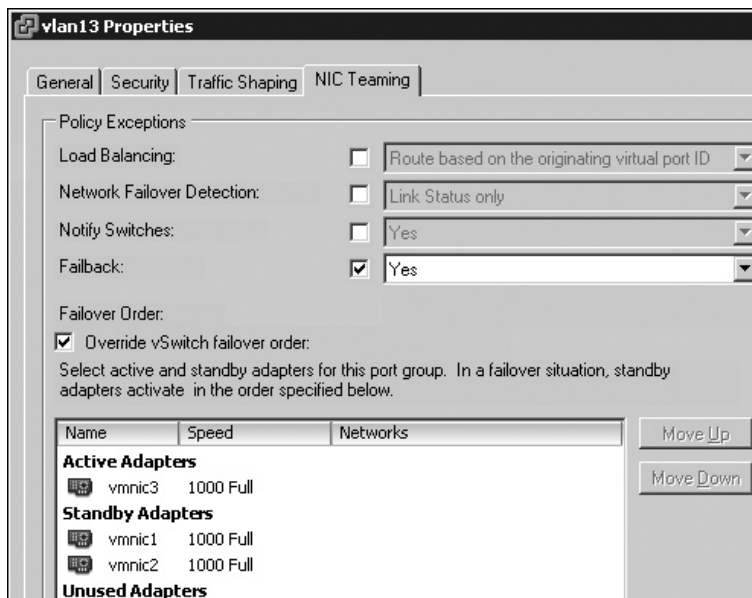 vlan13 Properties
General Security Traffic Shaping NIC Teaming
Policy Exceptions
Load Balancing: Route based on the originating virtual port ID
Network Failover Detection: Link Status only
Notify Switches: Yes
Failback: Yes
Failover Order:
Override vSwitch failover order:
Select active and standby adapters for this port group. In a failover situation, standby
adapters activate in the order specified below.
Name Speed Networks
Move Up
Active Adapters
vmnic3 1000 Full
Move Down
Standby Adapters
vmnic1 1000 Full
vmnic2 1000 Full
Unused Adapters